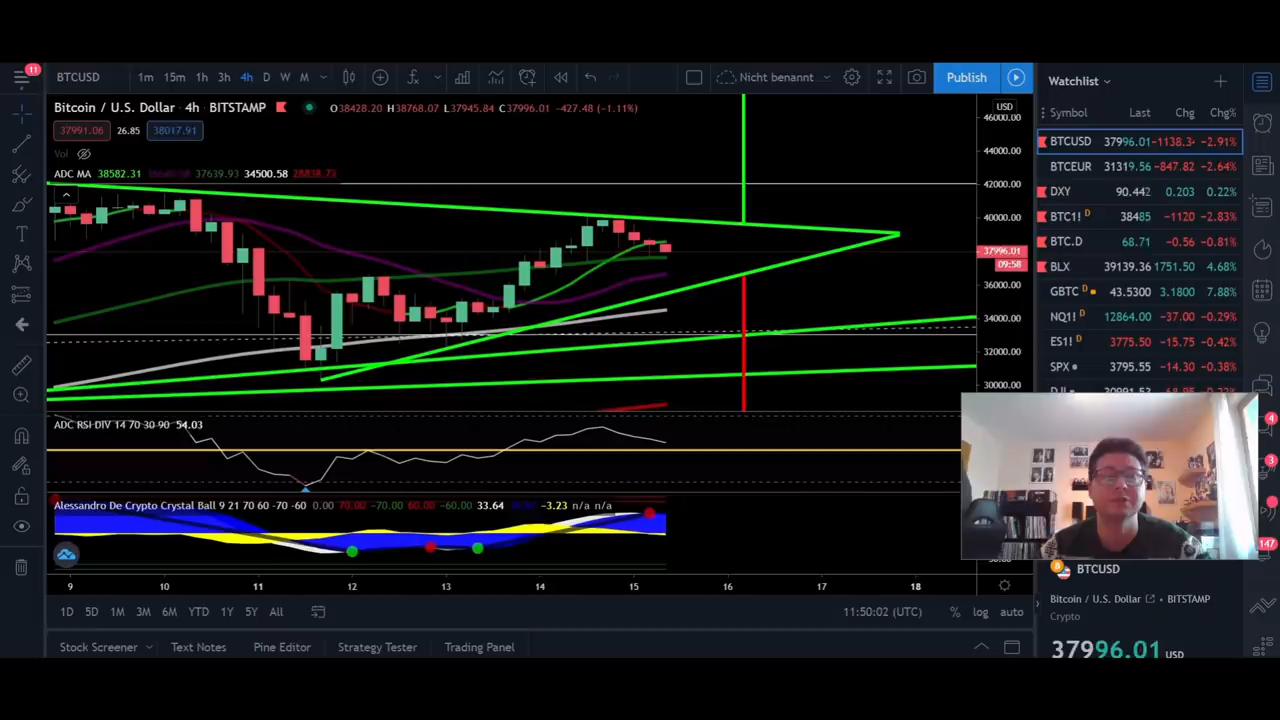 11
BTCUSD 1m 15m 1h 3h 4h D W M Nicht benannt Publish
Watchlist
Bitcoin / U.S. Dollar · 4h · BITSTAMP O38428.20 H38768.07 L37945.84 C37996.01 -427.48 (-1.11%)
37991.06 26.85 38017.91
Vol
ADC MA 38582.31 37639.93 34500.58 28838.73
USD
46000.00
44000.00
42000.00
40000.00
37996.01
09:58
36000.00
34000.00
32000.00
30000.00
Symbol Last Chg Chg%
BTCUSD 37996.01 -1138.3 -2.91%
BTCEUR 31319.56 -847.82 -2.64%
DXY 90.442 0.203 0.22%
BTC1! D 38485 -1120 -2.83%
BTC.D 68.71 -0.56 -0.81%
BLX 39139.36 1751.50 4.68%
GBTC D 43.5300 3.1800 7.88%
NQ1! D 12864.00 -37.00 -0.29%
ES1! D 3775.50 -15.75 -0.42%
SPX 3795.55 -14.30 -0.38%
ADC RSI DIV 14 70 30 -90 54.03
Alessandro De Crypto Crystal Ball 9 21 70 60 -70 -60 0.00 70.00 -70.00 60.00 -60.00 33.64 -3.23 n/a n/a
9 10 11 12 13 14 15 16 17 18
1D 5D 1M 3M 6M YTD 1Y 5Y All 11:50:02 (UTC) % log auto
Stock Screener Text Notes Pine Editor Strategy Tester Trading Panel
4
3
147
BTCUSD
Bitcoin / U.S. Dollar • BITSTAMP
Crypto
37996.01 USD